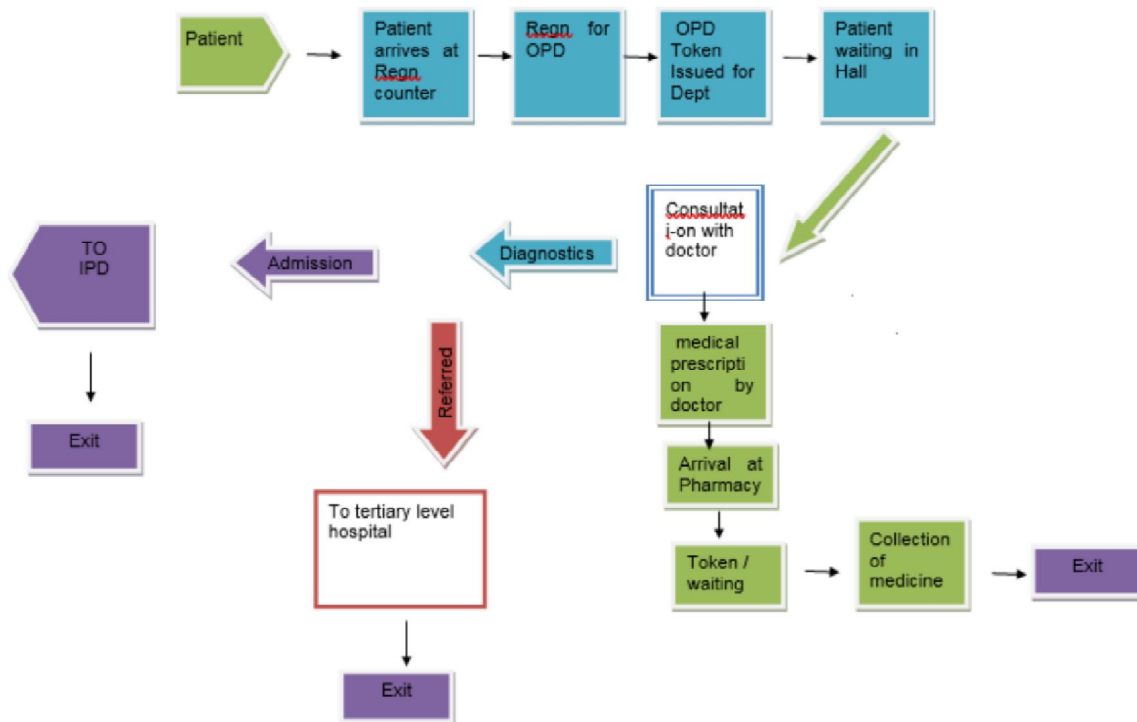 Patient
Patient
arrives at
Regn
counter
Regn for
OPD
OPD
Token
Issued for
Dept
Patient
waiting in
Hall
Consultat
i-on with
doctor
Diagnostics
Admission
TO
IPD
Exit
Referred
To tertiary level
hospital
Exit
medical
prescripti
on by
doctor
Arrival at
Pharmacy
Token /
waiting
Collection
of
medicine
Exit